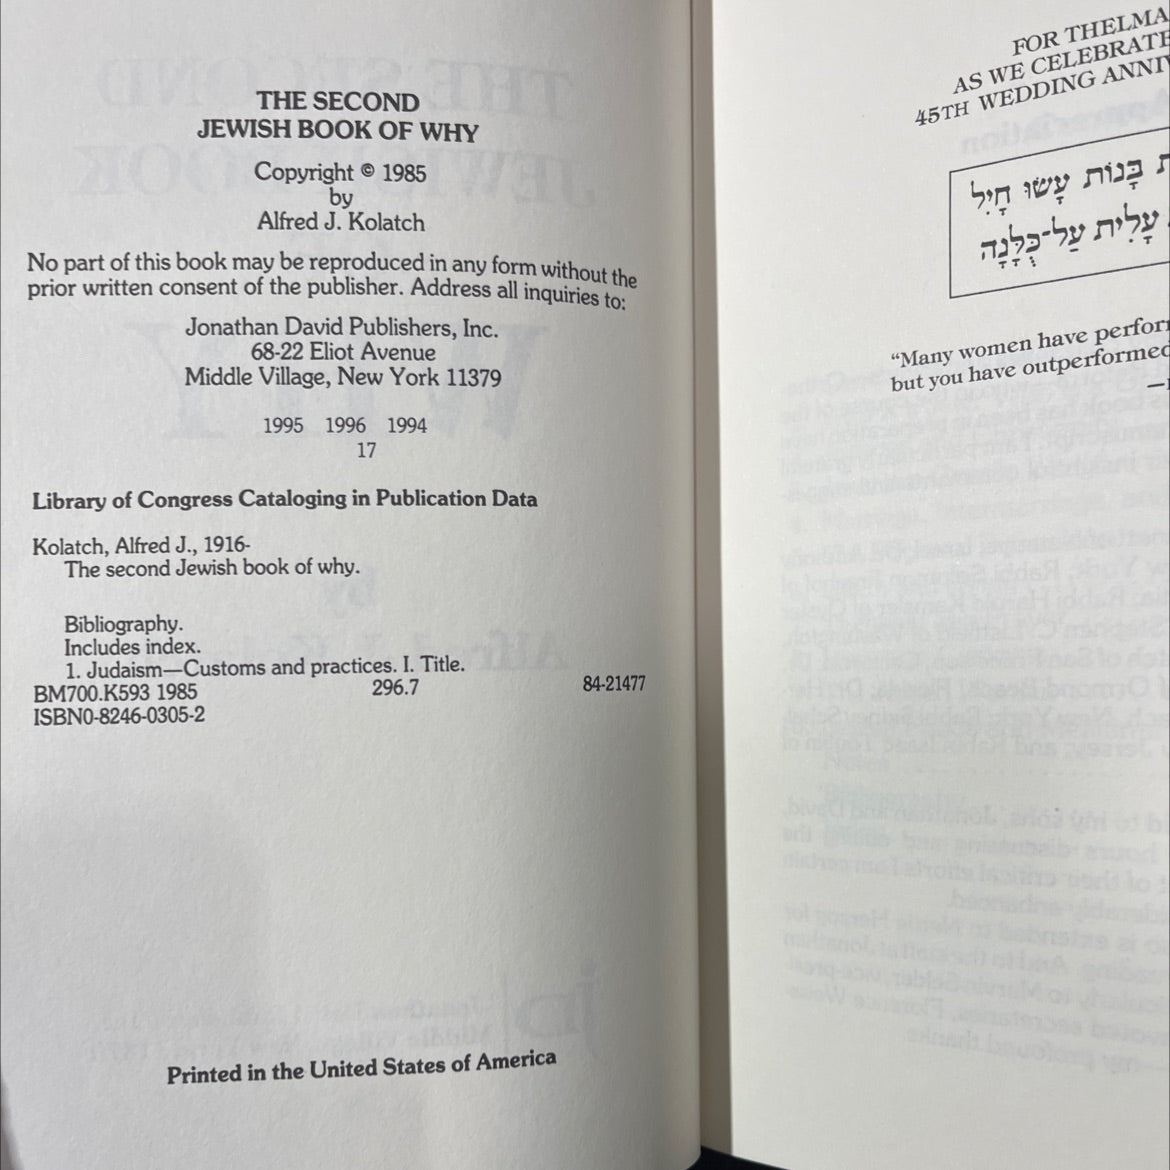 THE SECOND
JEWISH BOOK OF WHY
Copyright © 1985
by
Alfred J. Kolatch
No part of this book may be reproduced in any form without the
prior written consent of the publisher. Address all inquiries to:
Jonathan David Publishers, Inc.
68-22 Eliot Avenue
Middle Village, New York 11379
1995 1996 1994
17
Library of Congress Cataloging in Publication Data
Kolatch, Alfred J., 1916-
The second Jewish book of why.
Bibliography.
Includes index.
1. Judaism—Customs and practices. I. Title.
BM700.K593 1985 296.7 84-21477
ISBN0-8246-0305-2
Printed in the United States of America
FOR THELMA
AS WE CELEBRATE
45TH WEDDING
בָּנוֹת עָשׂוּ חָיִל
עָלִית עַל־כֻּלָּנָה
“Many women have
but you have outperformed